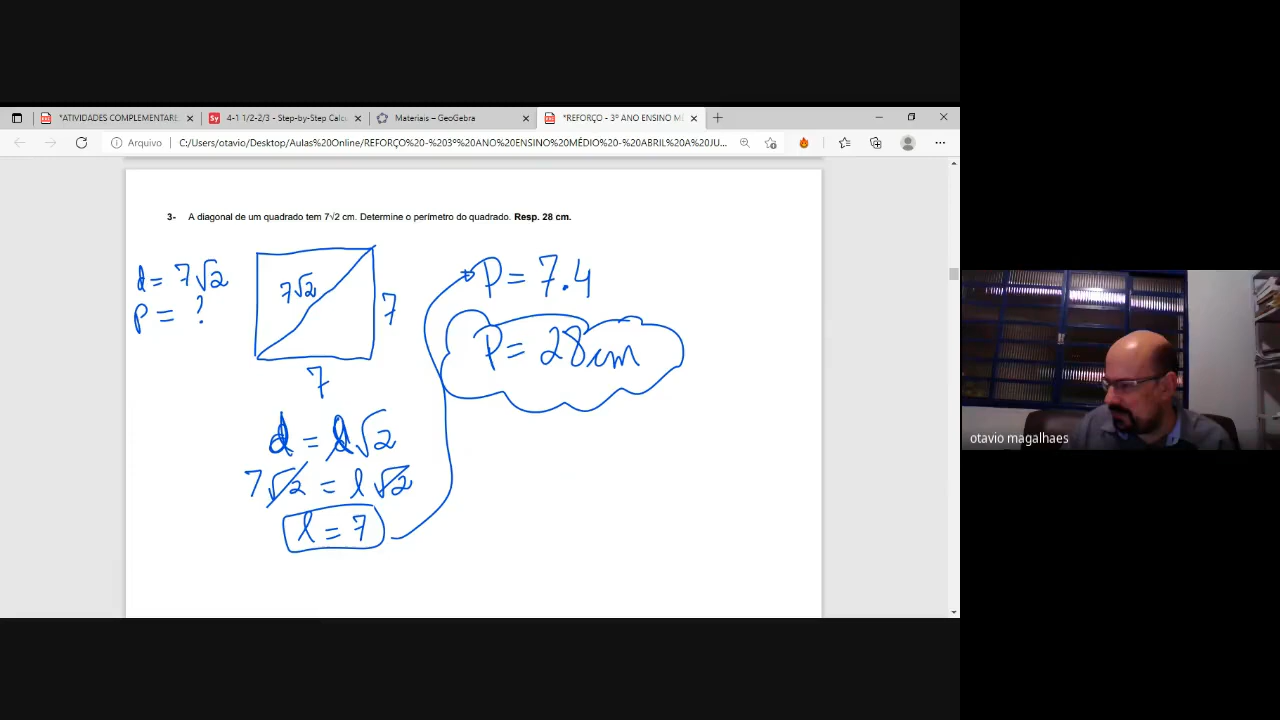 *ATIVIDADES COMPLEMENTARE
4-1 1/2-2/3 - Step-by-Step Calc
Materiais – GeoGebra
*REFORÇO - 3º ANO ENSINO MÉ
Arquivo
C:/Users/otavio/Desktop/Aulas%20Online/REFORÇO%20-%203º%20ANO%20ENSINO%20MÉDIO%20-%20ABRIL%20A%20JU...
3- A diagonal de um quadrado tem 7√2 cm. Determine o perímetro do quadrado. Resp. 28 cm.
d = 7√2
P = ?
7√2
7
7
d = l√2
7√2 = l√2
l = 7
P = 7.4
P = 28cm
otavio magalhaes